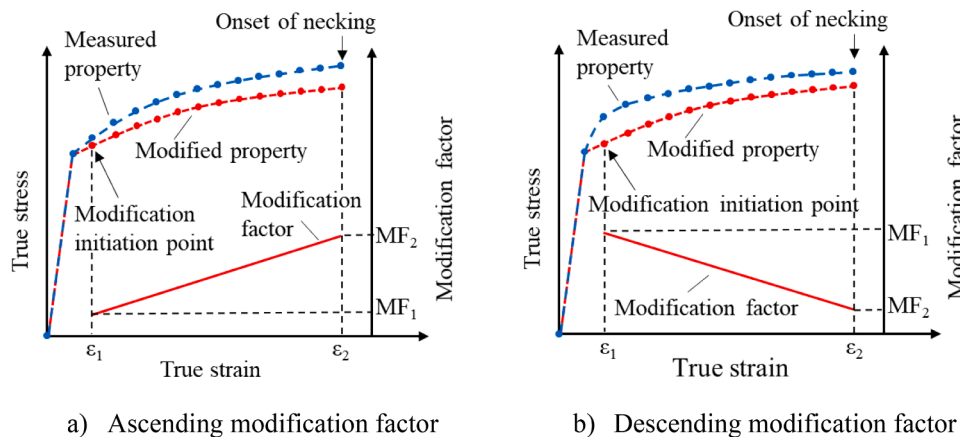 Onset of necking
Measured
property
Modified property
Modification
initiation point
Modification
factor
MF2
MF1
True stress
Modification factor
ε1
ε2
True strain
a) Ascending modification factor
Onset of necking
Measured
property
Modified property
Modification initiation point
Modification factor
MF1
MF2
True stress
Modification factor
ε1
ε2
True strain
b) Descending modification factor